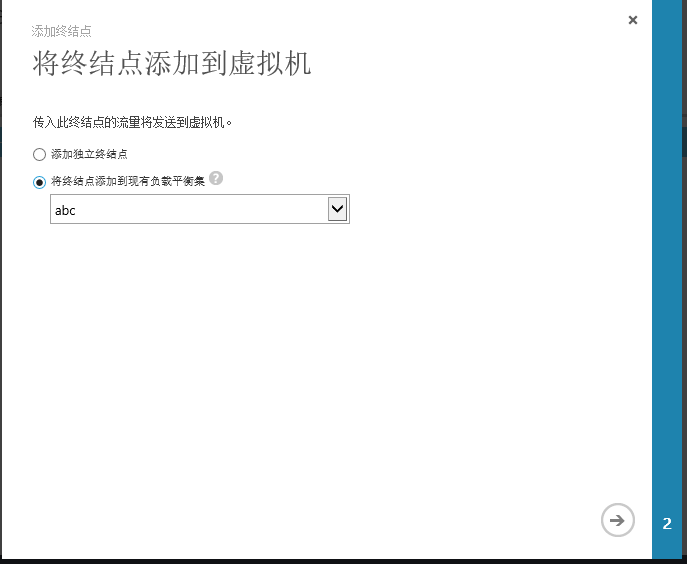 添加终结点
将终结点添加到虚拟机
传入此终结点的流量将发送到虚拟机。
添加独立终结点
将终结点添加到现有负载平衡集 ?
abc
2